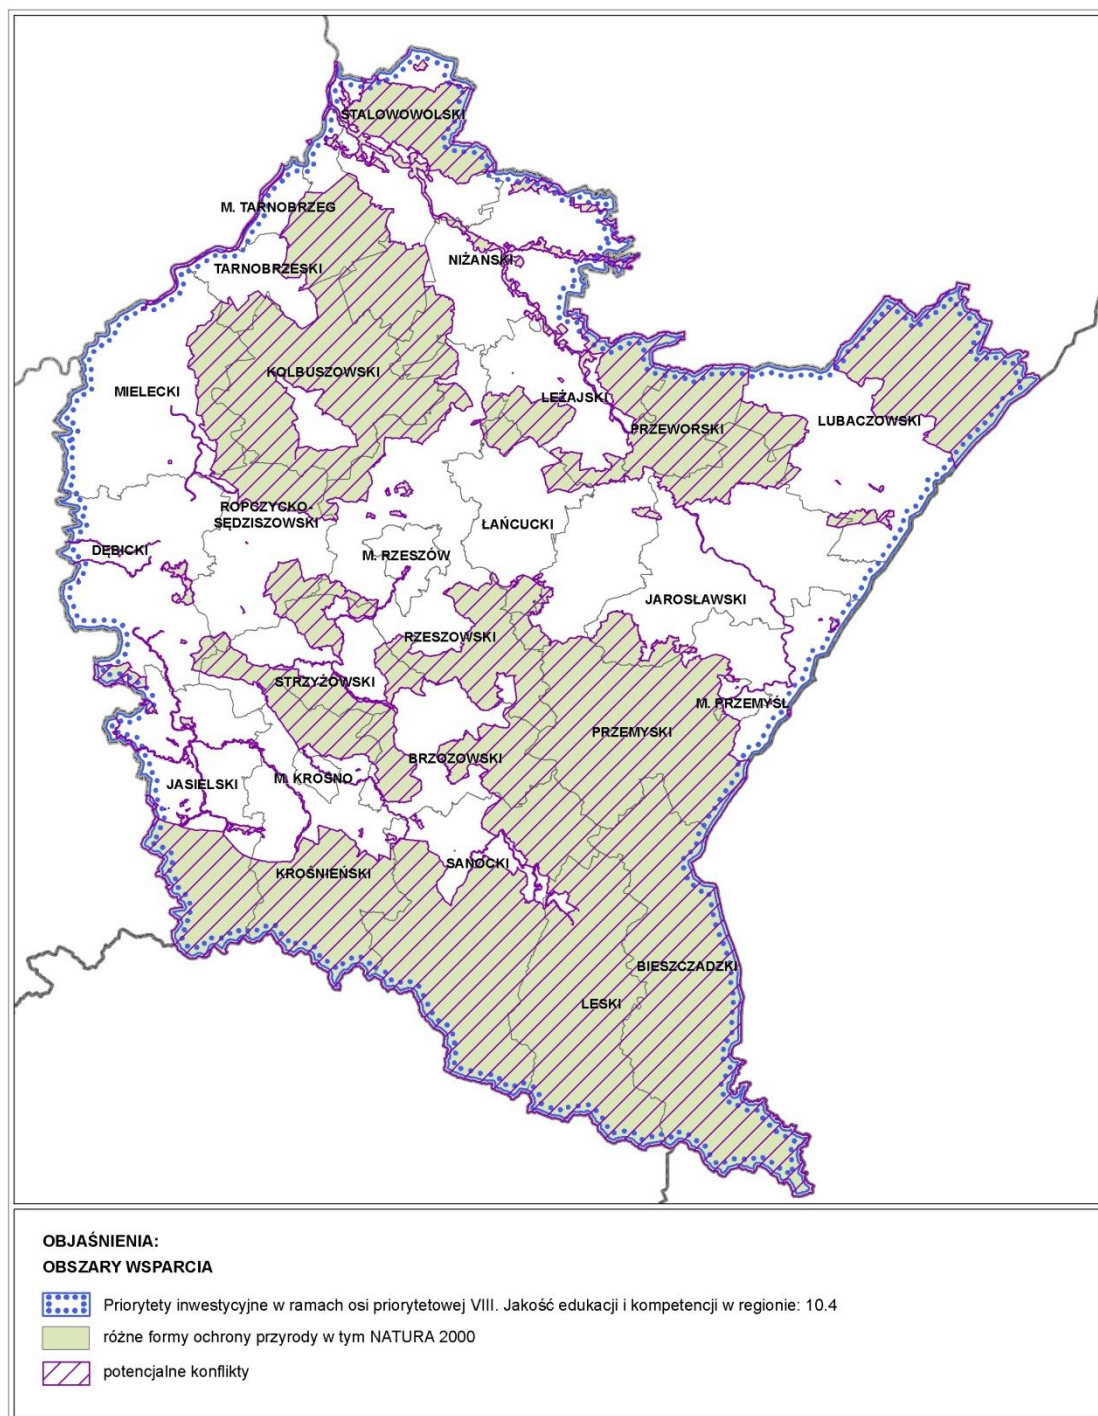 STALOWOWOLSKI
M. TARNOBRZEG
TARNOBRZESKI
NIŻAŃSKI
KOLBUSZOWSKI
MIELECKI
LEŻAJSKI
LUBACZOWSKI
PRZEWORSKI
ROPCZYCKO-
SĘDZISZOWSKI
ŁAŃCUCKI
DĘBICKI
M. RZESZÓW
JAROSŁAWSKI
RZESZOWSKI
STRZYŻOWSKI
M. PRZEMYŚL
PRZEMYSKI
BRZOZOWSKI
M. KROSNO
JASIELSKI
SANOCKI
KROŚNIEŃSKI
BIESZCZADZKI
LESKI
OBJAŚNIENIA:
OBSZARY WSPARCIA
Priorytety inwestycyjne w ramach osi priorytetowej VIII. Jakość edukacji i kompetencji w regionie: 10.4
różne formy ochrony przyrody w tym NATURA 2000
potencjalne konflikty